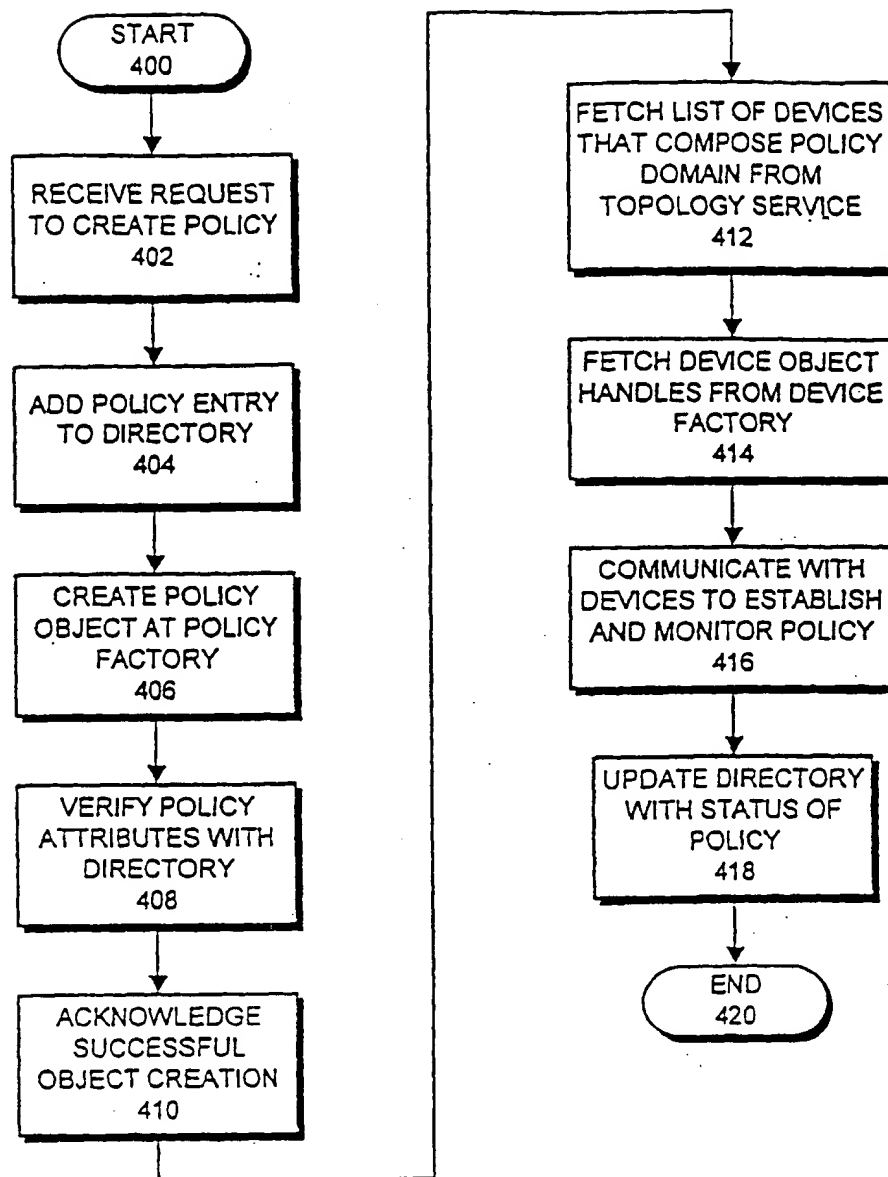 START
400
RECEIVE REQUEST
TO CREATE POLICY
402
ADD POLICY ENTRY
TO DIRECTORY
404
CREATE POLICY
OBJECT AT POLICY
FACTORY
406
VERIFY POLICY
ATTRIBUTES WITH
DIRECTORY
408
ACKNOWLEDGE
SUCCESSFUL
OBJECT CREATION
410
FETCH LIST OF DEVICES
THAT COMPOSE POLICY
DOMAIN FROM
TOPOLOGY SERVICE
412
FETCH DEVICE OBJECT
HANDLES FROM DEVICE
FACTORY
414
COMMUNICATE WITH
DEVICES TO ESTABLISH
AND MONITOR POLICY
416
UPDATE DIRECTORY
WITH STATUS OF
POLICY
418
END
420